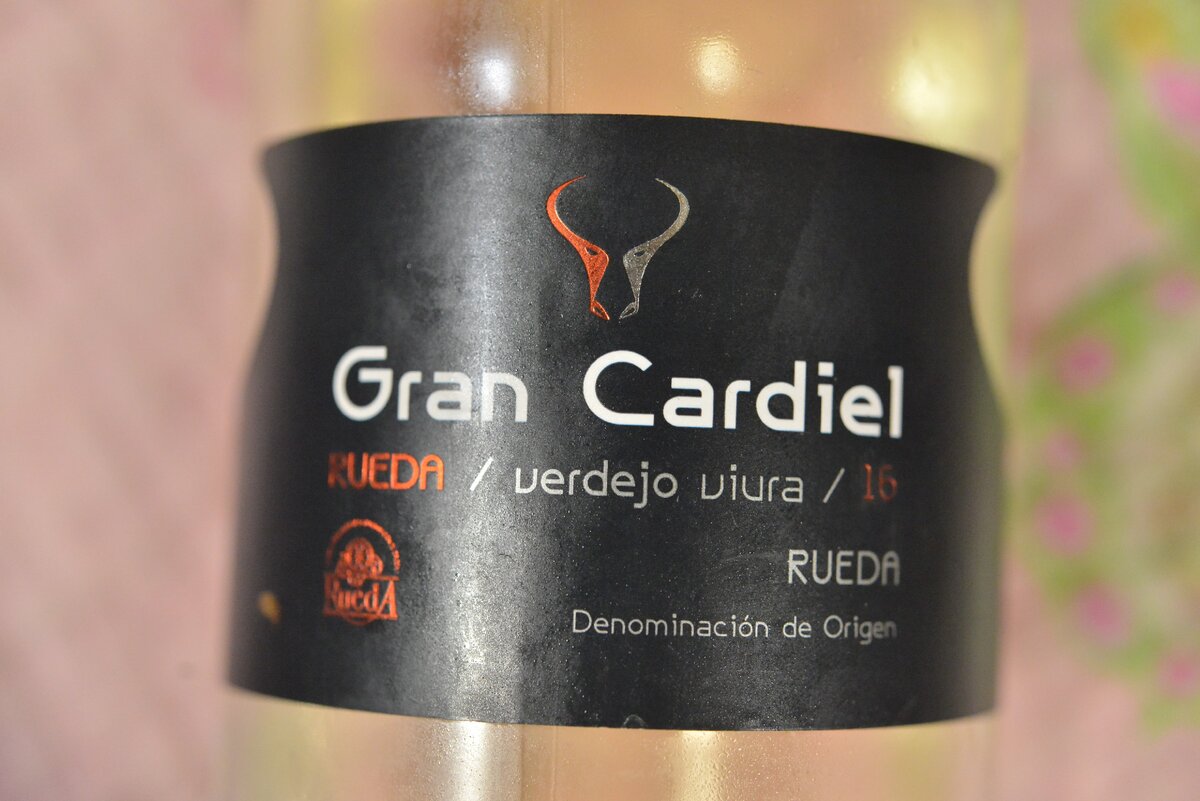 Gran Cardiel
RUEDA / verdejo viura / 16
RuedA
RUEDA
Denominación de Origen